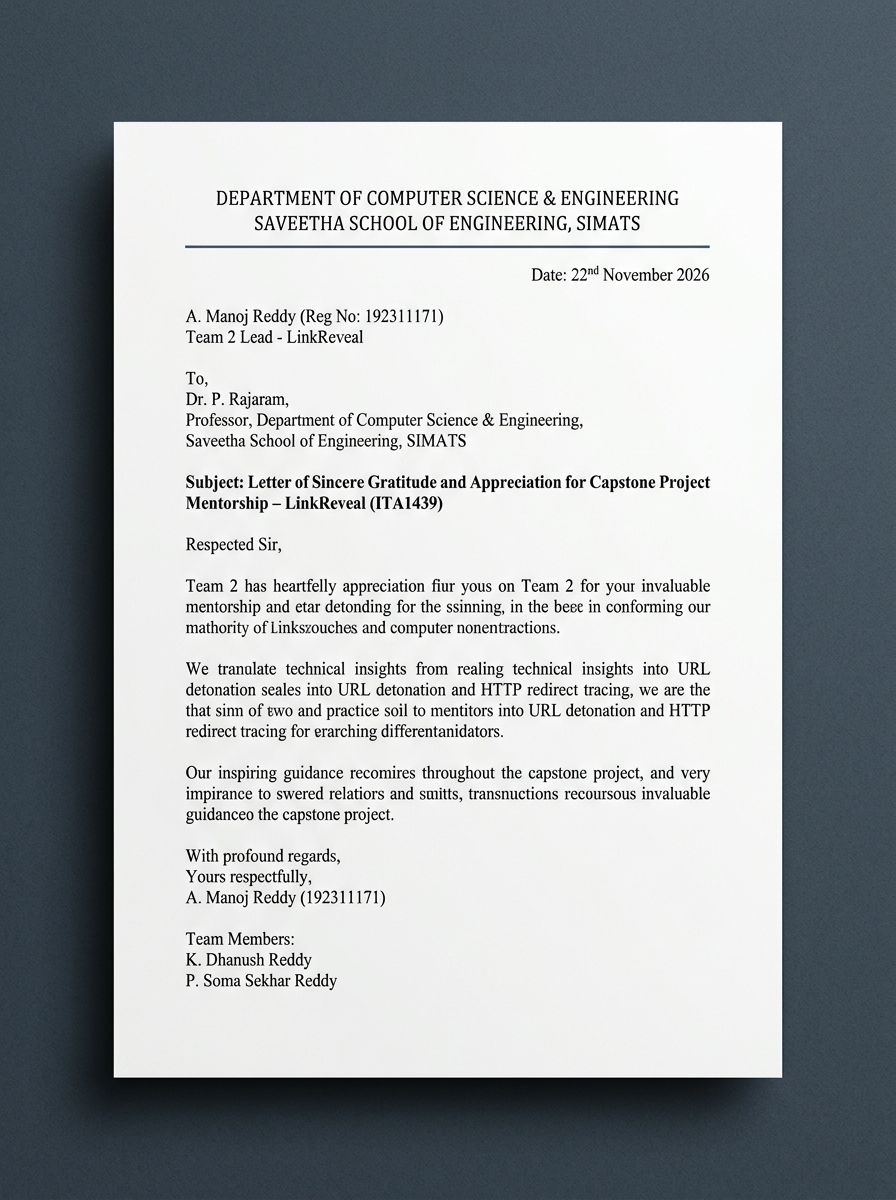 DEPARTMENT OF COMPUTER SCIENCE & ENGINEERING
SAVEETHA SCHOOL OF ENGINEERING, SIMATS
Date: 22nd November 2026
A. Manoj Reddy (Reg No: 192311171)
Team 2 Lead - LinkReveal
To,
Dr. P. Rajaram,
Professor, Department of Computer Science & Engineering,
Saveetha School of Engineering, SIMATS
Subject: Letter of Sincere Gratitude and Appreciation for Capstone Project
Mentorship – LinkReveal (ITA1439)
Respected Sir,
Team 2 has heartfelly appreciation fiur yous on Team 2 for your invaluable
mentorship and etar detonding for the ssinning, in the bese in conforming our
mathority of Linkszouches and computer nonentractions.
We tranulate technical insights from realing technical insights into URL
detonation seales into URL detonation and HTTP redirect tracing, we are the
that sinm of two and practice soil to mentitors into URL detonation and HTTP
redirect tracing for erarching differentanidators.
Our inspiring guidance recomires throughout the capstone project, and very
impirance to swered relatiors and smitts, transnuctions recoursous invaluable
guidanceo the capstone project.
With profound regards,
Yours respectfully,
A. Manoj Reddy (192311171)
Team Members:
K. Dhanush Reddy
P. Soma Sekhar Reddy